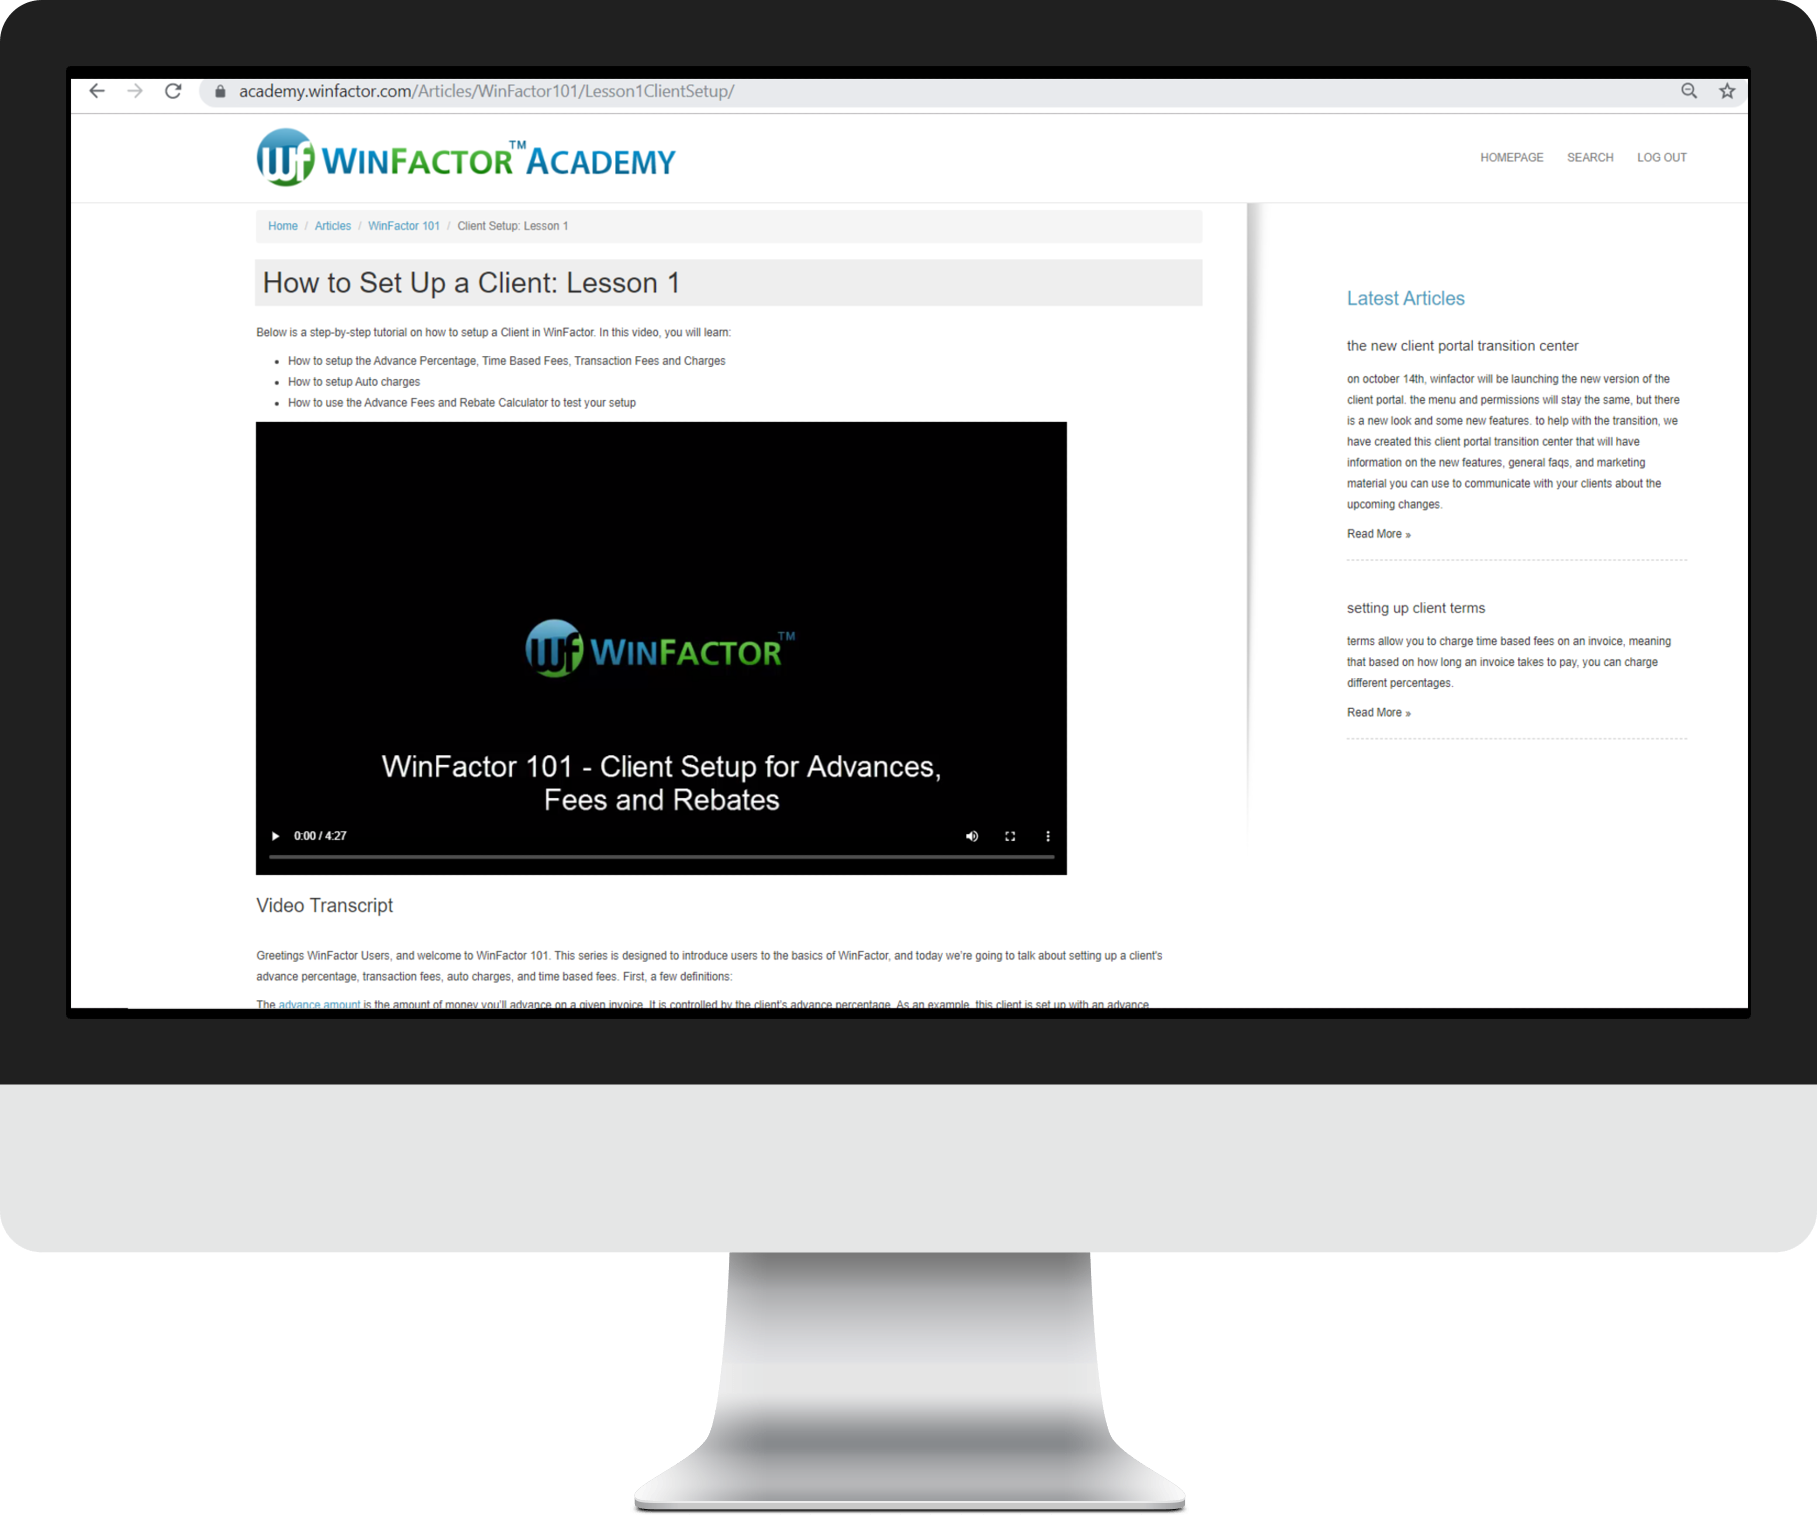 academy.winfactor.com/Articles/WinFactor101/Lesson1ClientSetup/
WF WINFACTOR™ ACADEMY
HOMEPAGE SEARCH LOG OUT
Home / Articles / WinFactor 101 / Client Setup: Lesson 1
How to Set Up a Client: Lesson 1
Below is a step-by-step tutorial on how to setup a Client in WinFactor. In this video, you will learn:
• How to setup the Advance Percentage, Time Based Fees, Transaction Fees and Charges
• How to setup Auto charges
• How to use the Advance Fees and Rebate Calculator to test your setup
WF WINFACTOR™
WinFactor 101 - Client Setup for Advances,
Fees and Rebates
0:00 / 4:27
Video Transcript
Greetings WinFactor Users, and welcome to WinFactor 101. This series is designed to introduce users to the basics of WinFactor, and today we're going to talk about setting up a client's
advance percentage, transaction fees, auto charges, and time based fees. First, a few definitions:
The advance amount is the amount of money you'll advance on a given invoice. It is controlled by the client's advance percentage. As an example, this client is set up with an advance
Latest Articles
the new client portal transition center
on october 14th, winfactor will be launching the new version of the
client portal. the menu and permissions will stay the same, but there
is a new look and some new features. to help with the transition, we
have created this client portal transition center that will have
information on the new features, general faqs, and marketing
material you can use to communicate with your clients about the
upcoming changes.
Read More »
setting up client terms
terms allow you to charge time based fees on an invoice, meaning
that based on how long an invoice takes to pay, you can charge
different percentages.
Read More »